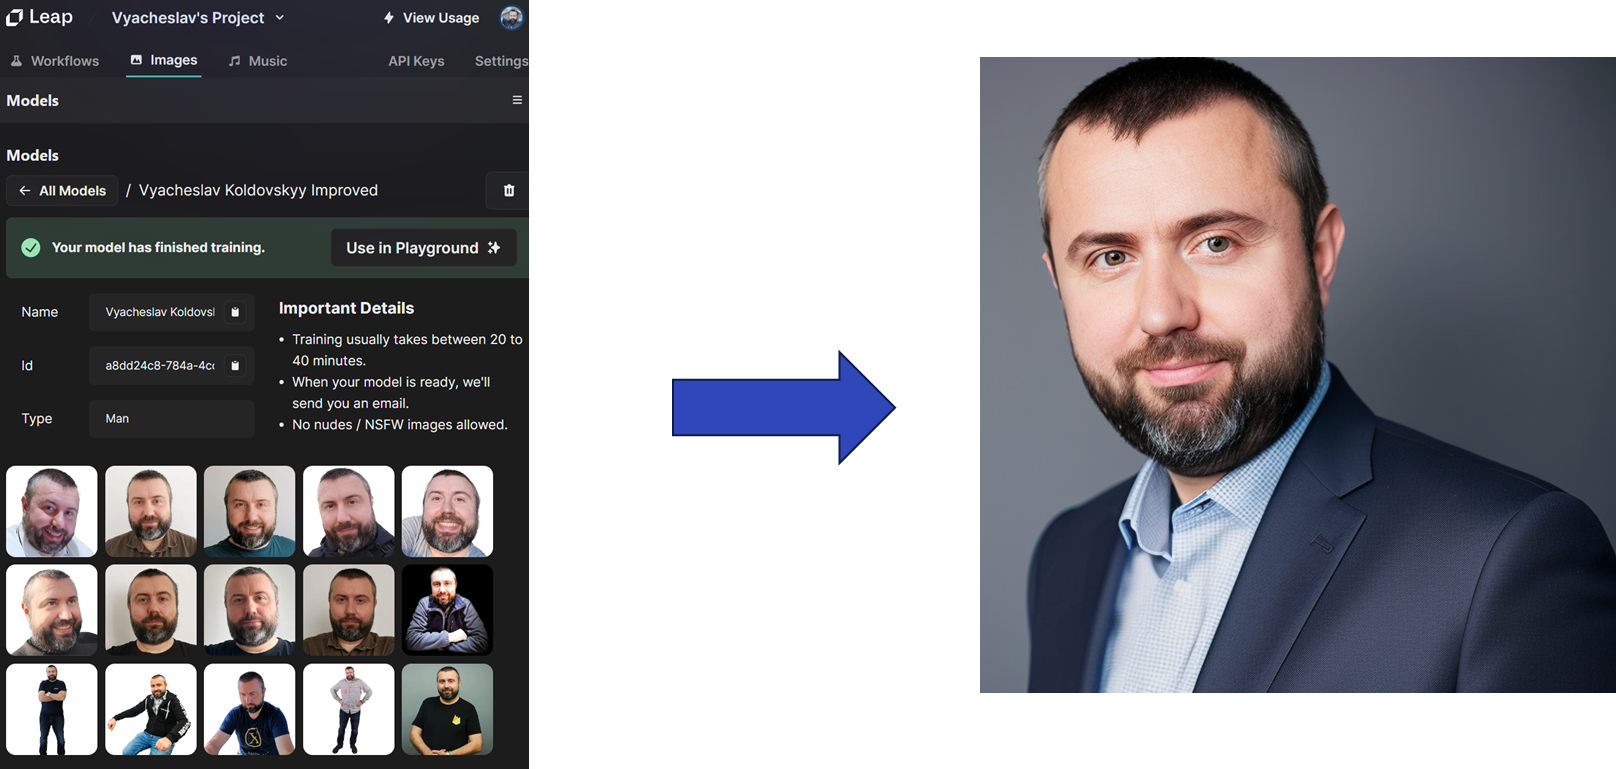 Leap
Vyacheslav's Project
View Usage
Workflows
Images
Music
API Keys
Settings
Models
Models
All Models / Vyacheslav Koldovskyy Improved
Your model has finished training.
Use in Playground
Name
Vyacheslav Koldovsl
Id
a8dd24c8-784a-4cc
Type
Man
Important Details
• Training usually takes between 20 to
40 minutes.
• When your model is ready, we'll
send you an email.
• No nudes / NSFW images allowed.